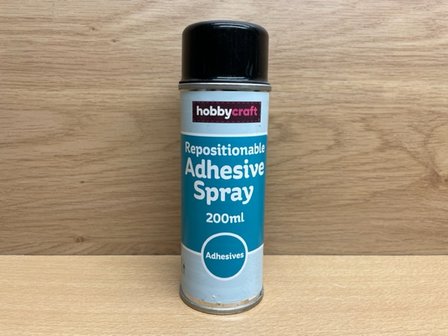 hobbycraft
Repositionable
Adhesive
Spray
200ml
Adhesives